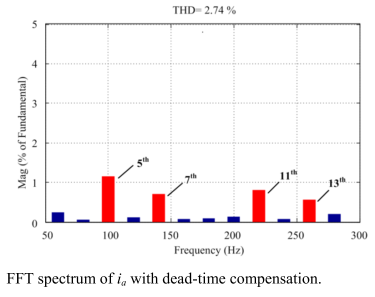 THD= 2.74 %
Mag (% of Fundamental)
5
4
3
2
1
0
5th
7th
11th
13th
50 100 150 200 250 300
Frequency (Hz)
FFT spectrum of ia with dead-time compensation.